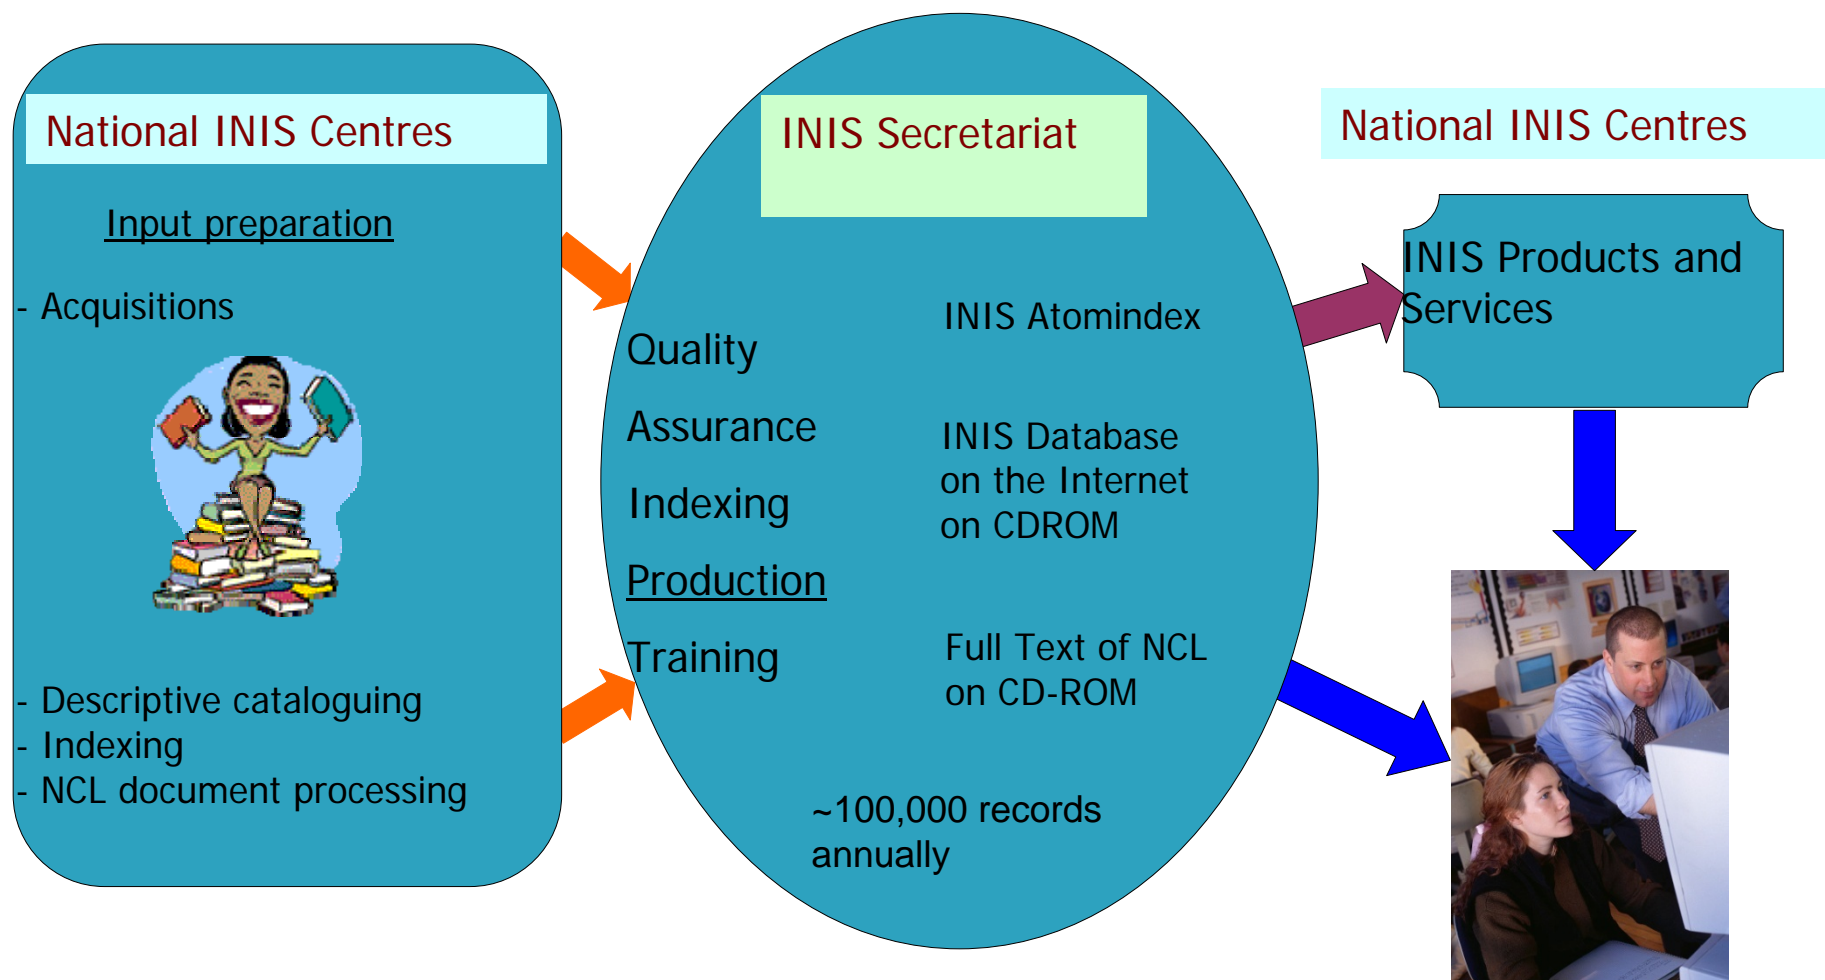 National INIS Centres
Input preparation
- Acquisitions
- Descriptive cataloguing
- Indexing
- NCL document processing
INIS Secretariat
Quality
Assurance
Indexing
Production
Training
INIS Atomindex
INIS Database
on the Internet
on CDROM
Full Text of NCL
on CD-ROM
~100,000 records
annually
National INIS Centres
INIS Products and
Services